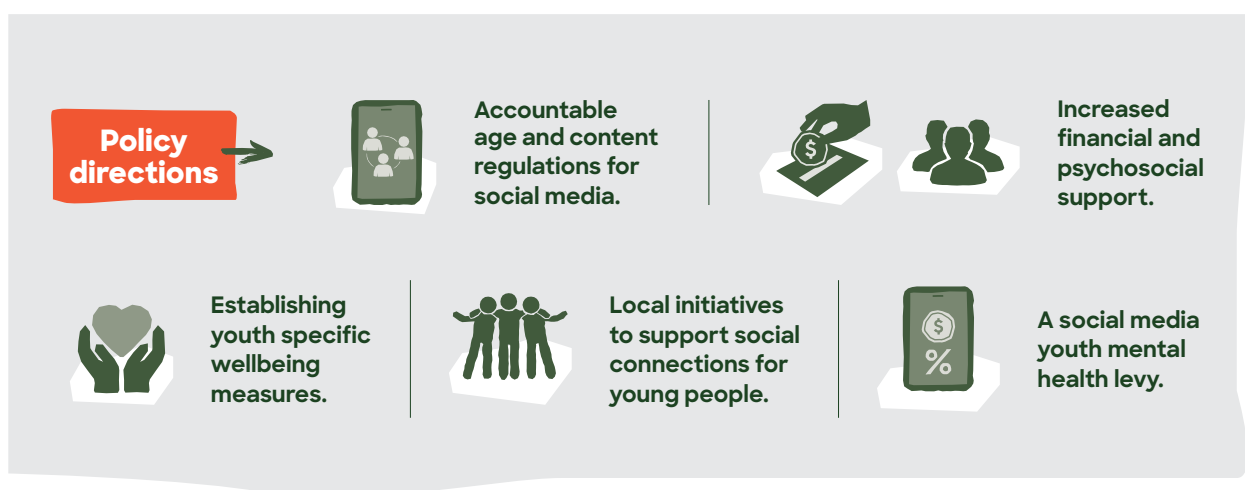 Policy
directions
Accountable
age and content
regulations for
social media.
$
Increased
financial and
psychosocial
support.
Establishing
youth specific
wellbeing
measures.
Local initiatives
to support social
connections for
young people.
$
%
A social media
youth mental
health levy.